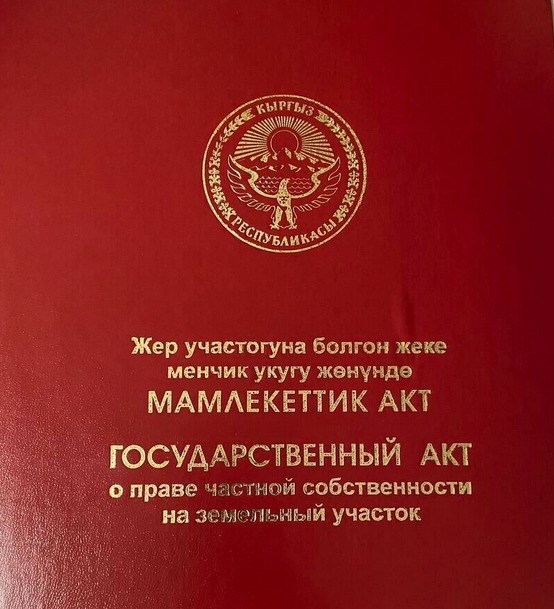 КЫРГЫЗ
РЕСПУБЛИКАСЫ
Жер участогуна болгон жеке
менчик укугу жөнүндө
МАМЛЕКЕТТИК АКТ
ГОСУДАРСТВЕННЫЙ АКТ
о праве частной собственности
на земельный участок